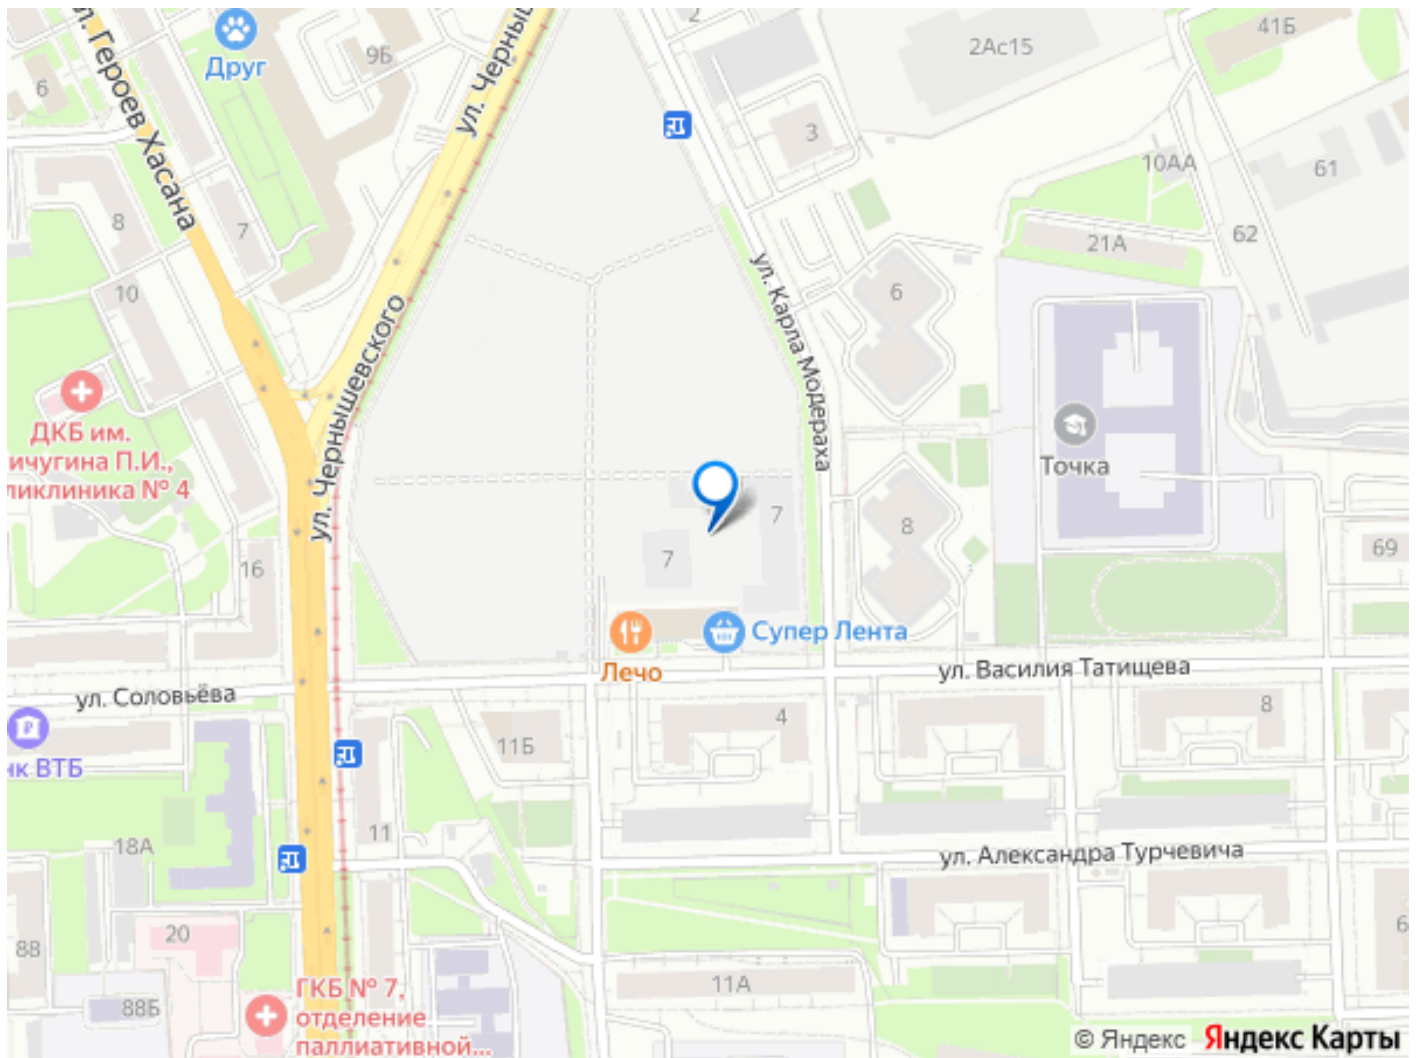 2
2Ас15
41Б
ул. Героев Хасана
Друг
9Б
ул. Черныш
6
3
10АА
61
8
7
62
21А
10
ул. Карла Модераха
6
ул. Чернышевского
ДКБ им.
ичугина П.И.,
ликлиника № 4
Точка
7
8
16
7
69
Лечо
Супер Лента
ул. Василия Татищева
ул. Соловьёва
4
8
11Б
нк ВТБ
11
18А
ул. Александра Турчевича
20
88
11А
88Б
ГКБ № 7,
отделение
паллиативной...
© Яндекс Яндекс Карты